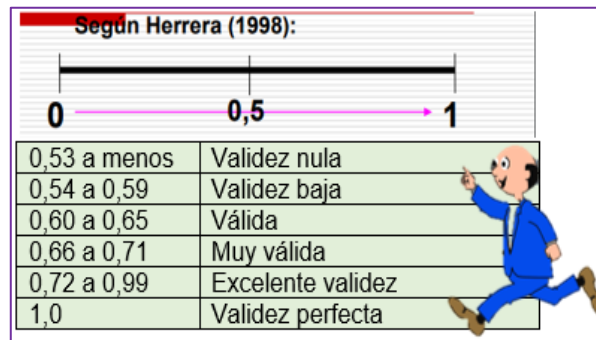 Según Herrera (1998):
0 0,5 1
0,53 a menos Validez nula
0,54 a 0,59 Validez baja
0,60 a 0,65 Válida
0,66 a 0,71 Muy válida
0,72 a 0,99 Excelente validez
1,0 Validez perfecta